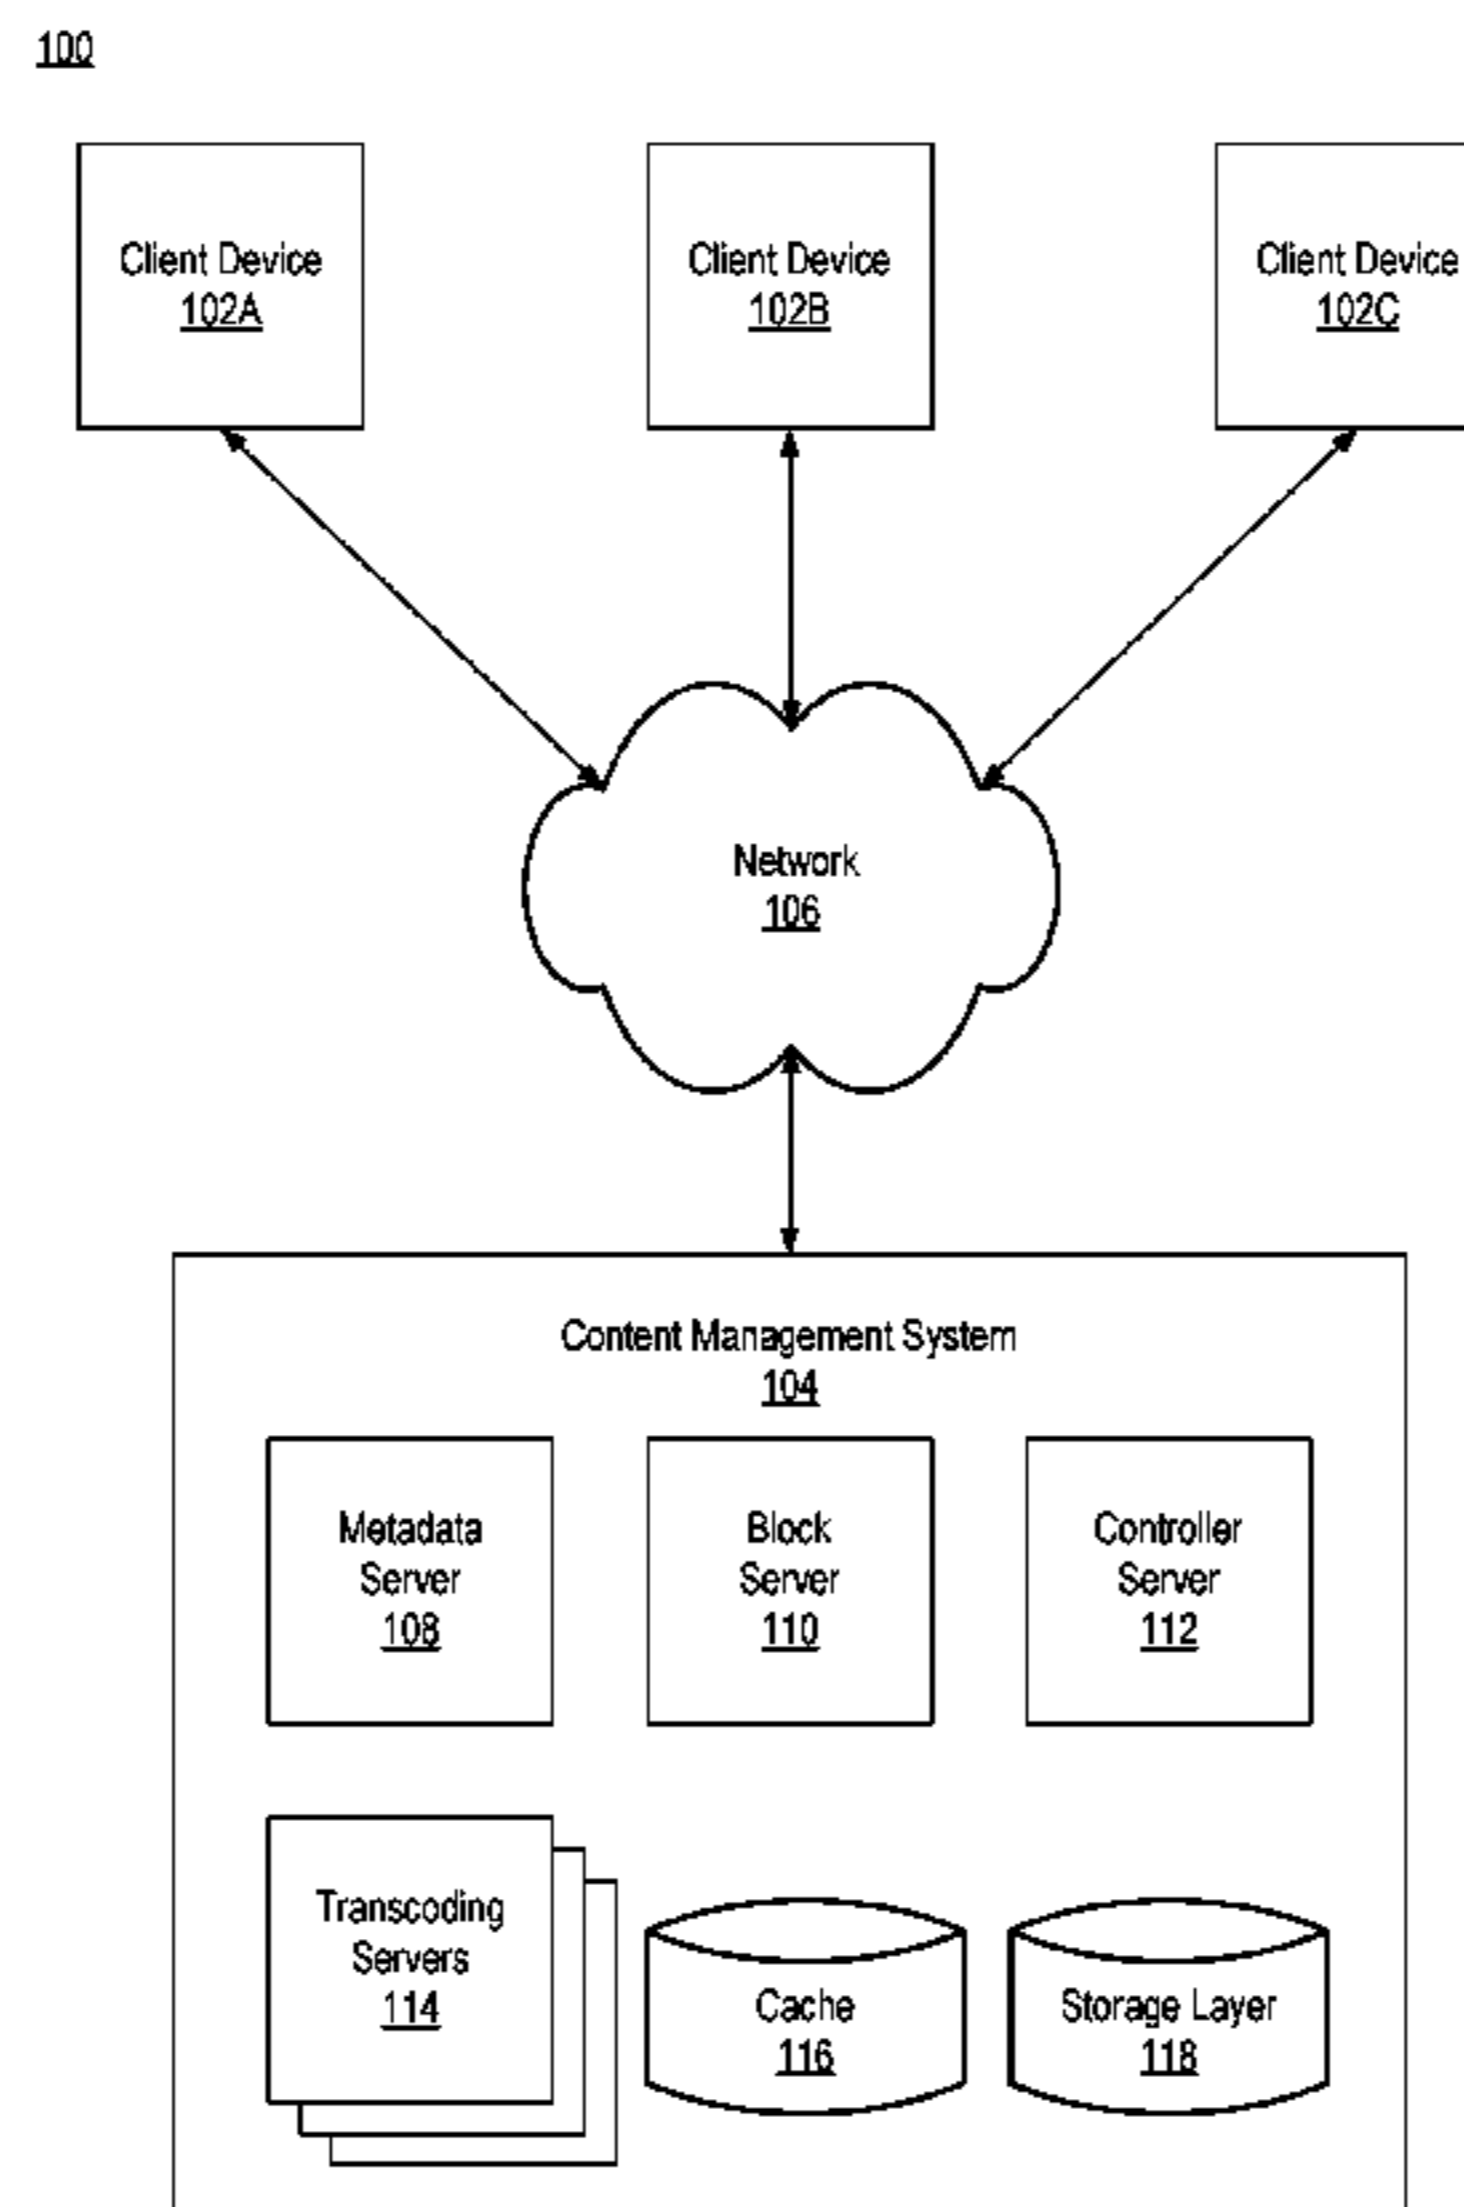 100
Client Device
102A
Client Device
102B
Client Device
102C
Network
106
Content Management System
104
Metadata
Server
108
Block
Server
110
Controller
Server
112
Transcoding
Servers
114
Cache
116
Storage Layer
118